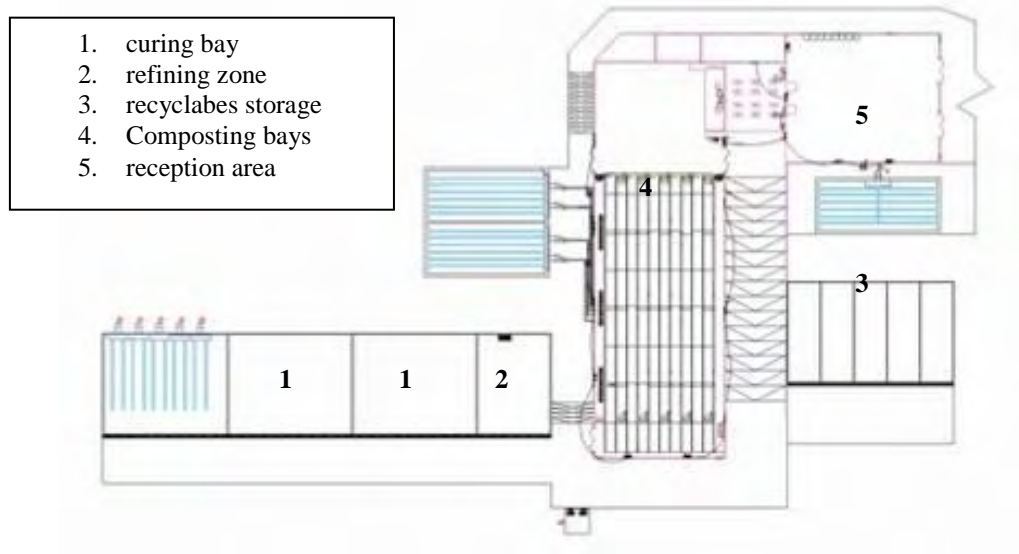 1. curing bay
2. refining zone
3. recyclabes storage
4. Composting bays
5. reception area
5
4
3
1 1 2